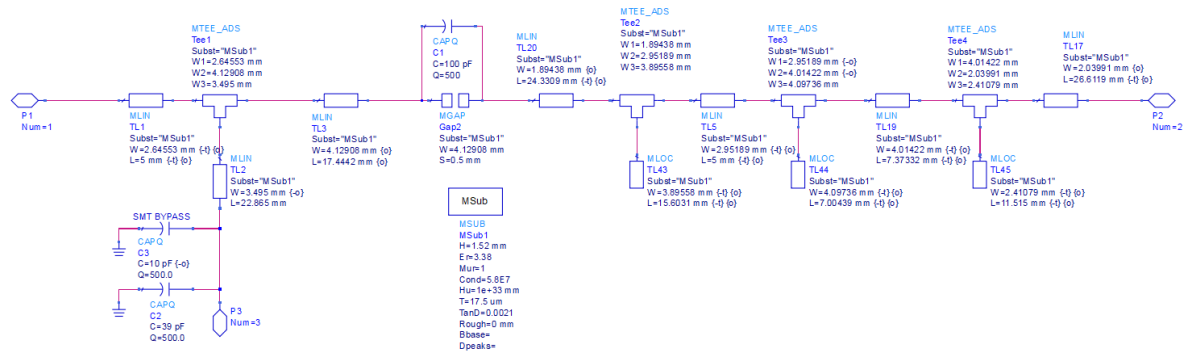 MTEE_ADS
Tee1
Subst="MSub1"
W1=2.64553 mm
W2=4.12908 mm
W3=3.495 mm
CAPQ
C1
C=100 pF
Q=500
MLIN
TL20
Subst="MSub1"
W=1.89438 mm {o}
L=24.3309 mm {-t} {o}
MTEE_ADS
Tee2
Subst="MSub1"
W1=1.89438 mm
W2=2.95189 mm
W3=3.89558 mm
MTEE_ADS
Tee3
Subst="MSub1"
W1=2.95189 mm {-o}
W2=4.01422 mm {-o}
W3=4.09736 mm
MTEE_ADS
Tee4
Subst="MSub1"
W1=4.01422 mm
W2=2.03991 mm
W3=2.41079 mm
MLIN
TL17
Subst="MSub1"
W=2.03991 mm {o}
L=26.6119 mm {-t} {o}
P1
Num=1
MLIN
TL1
Subst="MSub1"
W=2.64553 mm {-t} {o}
L=5 mm {-t} {o}
MLIN
TL3
Subst="MSub1"
W=4.12908 mm {o}
L=17.4442 mm {-o}
MGAP
Gap2
Subst="MSub1"
W=4.12908 mm
S=0.5 mm
MLIN
TL5
Subst="MSub1"
W=2.95189 mm {-t}
L=5 mm {-t} {o}
MLIN
TL19
Subst="MSub1"
W=4.01422 mm {-t} {o}
L=7.37332 mm {-t} {o}
P2
Num=2
MLIN
TL2
Subst="MSub1"
W=3.495 mm {-o}
L=22.865 mm
MLOC
TL43
Subst="MSub1"
W=3.89558 mm {-t} {o}
L=15.6031 mm {-t} {o}
MLOC
TL44
Subst="MSub1"
W=4.09736 mm {-t} {o}
L=7.00439 mm {-t} {o}
MLOC
TL45
Subst="MSub1"
W=2.41079 mm {-t} {o}
L=11.515 mm {-t} {o}
SMT BYPASS
CAPQ
C3
C=10 pF {-o}
Q=500.0
CAPQ
C2
C=39 pF
Q=500.0
P3
Num=3
MSub
MSUB
MSub1
H=1.52 mm
Er=3.38
Mur=1
Cond=5.8E7
Hu=1e+33 mm
T=17.5 um
TanD=0.0021
Rough=0 mm
Bbase=
Dpeaks=